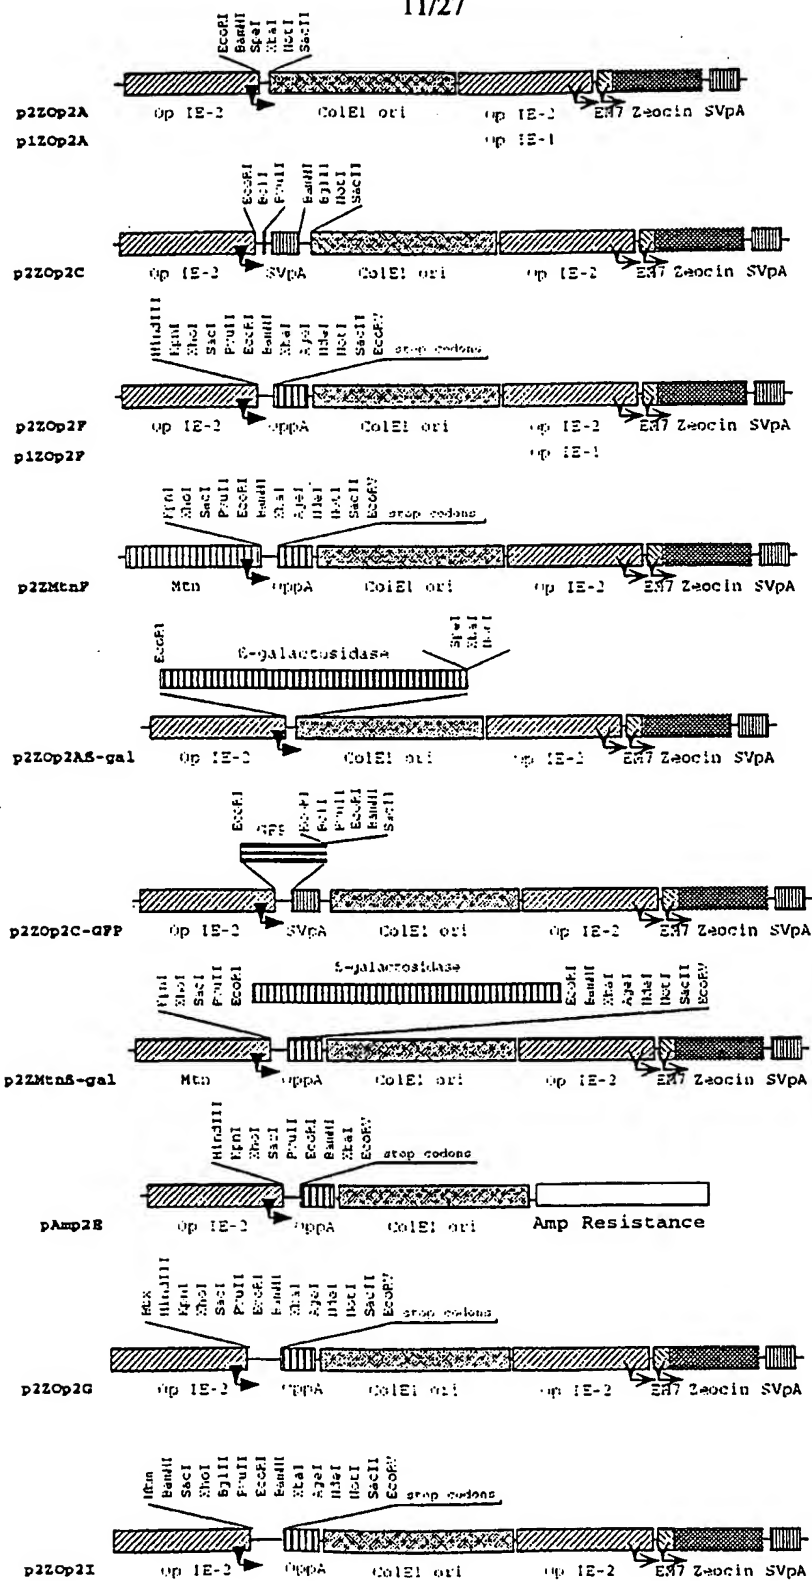 11/27
EcoRI BamHI SpeI XbaI NotI SacII
p2ZOp2A Op IE-2 ColE1 ori Op IE-2 EM7 Zeocin SVpA
p1ZOp2A Op IE-1
EcoRI BclI PvuII BamHI BglII NotI SacII
p2ZOp2C Op IE-2 SVpA ColE1 ori Op IE-2 EM7 Zeocin SVpA
HindIII KpnI XhoI SacI PvuII EcoRI BamHI XbaI AgeI NdeI NotI SacII EcoRV stop codons
p2ZOp2F Op IE-2 OppA ColE1 ori Op IE-2 EM7 Zeocin SVpA
p1ZOp2F Op IE-1
KpnI XhoI SacI PvuII EcoRI BamHI XbaI AgeI NdeI NotI SacII EcoRV stop codons
p2ZMtnF Mtn OppA ColE1 ori Op IE-2 EM7 Zeocin SVpA
EcoRI ß-galactosidase SpeI XbaI NotI
p2ZOp2Aß-gal Op IE-2 ColE1 ori Op IE-2 EM7 Zeocin SVpA
EcoRI GFP EcoRI BclI PvuII EcoRI BamHI SacII
p2ZOp2C-GFP Op IE-2 SVpA ColE1 ori Op IE-2 EM7 Zeocin SVpA
KpnI XhoI SacI PvuII EcoRI ß-galactosidase EcoRI BamHI XbaI AgeI NdeI NotI SacII EcoRV
p2ZMtnß-gal Mtn OppA ColE1 ori Op IE-2 EM7 Zeocin SVpA
HindIII KpnI XhoI SacI PvuII EcoRI BamHI XbaI EcoRV stop codons
pAmp2E Op IE-2 OppA ColE1 ori Amp Resistance
HindIII KpnI XhoI SacI PvuII EcoRI BamHI XbaI AgeI NdeI NotI SacII EcoRV stop codons
p2ZOp2G Op IE-2 OppA ColE1 ori Op IE-2 EM7 Zeocin SVpA
BamHI SacI XhoI BglII PvuII EcoRI BamHI XbaI AgeI NdeI NotI SacII EcoRV stop codons
p2ZOp2I Op IE-2 OppA ColE1 ori Op IE-2 EM7 Zeocin SVpA